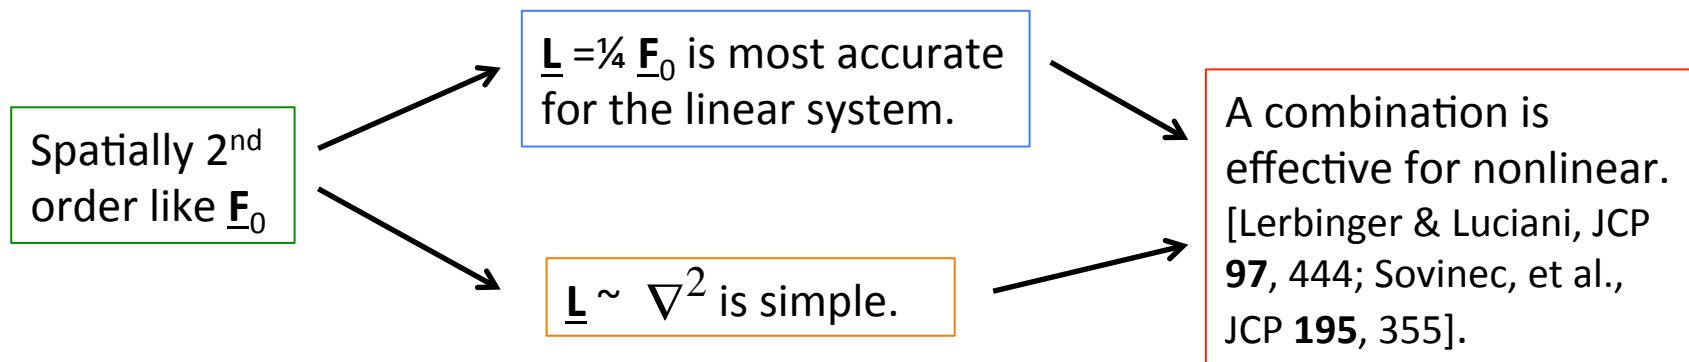 Spatially 2nd
order like F0
L =¼ F0 is most accurate
for the linear system.
L ~ ∇2 is simple.
A combination is
effective for nonlinear.
[Lerbinger & Luciani, JCP
97, 444; Sovinec, et al.,
JCP 195, 355].